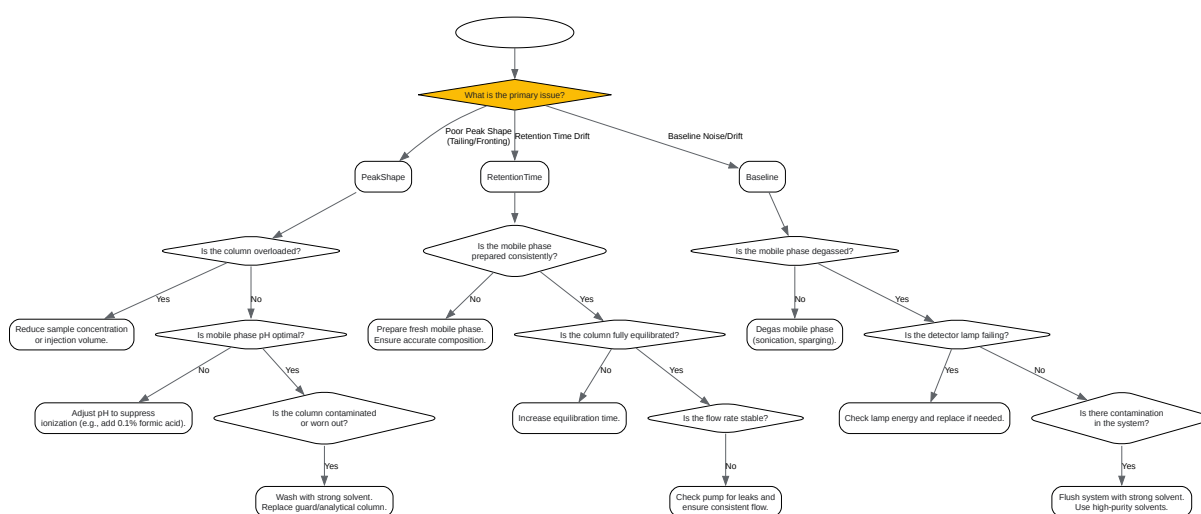 What is the primary issue?
Poor Peak Shape
(Tailing/Fronting)
Retention Time Drift
Baseline Noise/Drift
PeakShape
RetentionTime
Baseline
Is the column overloaded?
Is the mobile phase
prepared consistently?
Is the mobile phase degassed?
Yes
No
No
Yes
No
Yes
Reduce sample concentration
or injection volume.
Is mobile phase pH optimal?
Prepare fresh mobile phase.
Ensure accurate composition.
Is the column fully equilibrated?
Degas mobile phase
(sonication, sparging).
Is the detector lamp failing?
No
Yes
No
Yes
Yes
No
Adjust pH to suppress
ionization (e.g., add 0.1% formic acid).
Is the column contaminated
or worn out?
Increase equilibration time.
Is the flow rate stable?
Check lamp energy and replace if needed.
Is there contamination
in the system?
Yes
No
Yes
Wash with strong solvent.
Replace guard/analytical column.
Check pump for leaks and
ensure consistent flow.
Flush system with strong solvent.
Use high-purity solvents.